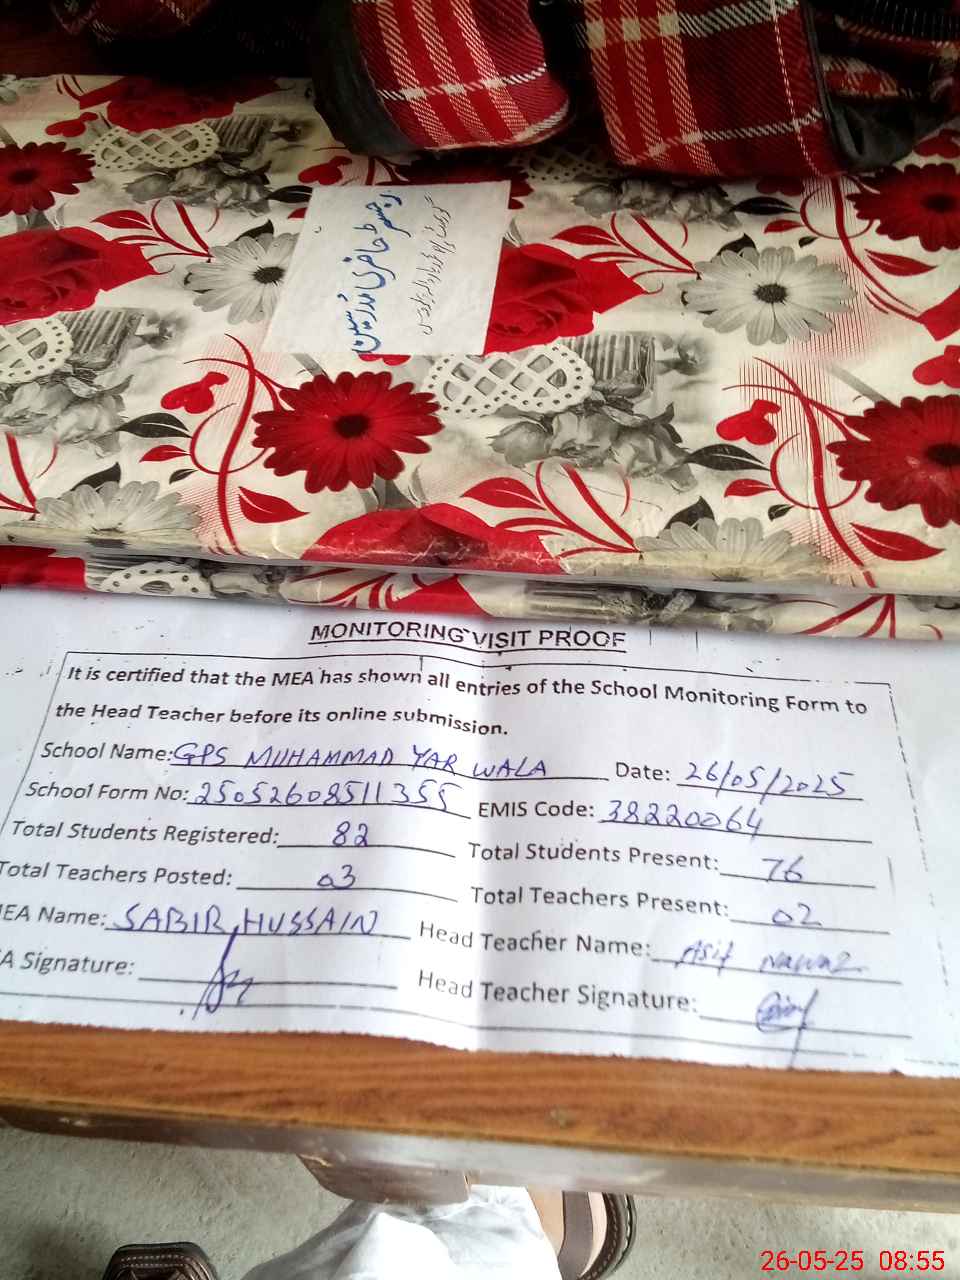 رجسٹر حاضری مدرسین
MONITORING VISIT PROOF
It is certified that the MEA has shown all entries of the School Monitoring Form to
the Head Teacher before its online submission.
School Name: GPS MUHAMMAD YAR WALA Date: 26/05/2025
School Form No: 25052608511355 EMIS Code: 38220064
Total Students Registered: 82 Total Students Present: 76
Total Teachers Posted: 03 Total Teachers Present: 02
MEA Name: SABIR HUSSAIN Head Teacher Name: Asif Nawaz
A Signature: Head Teacher Signature:
26-05-25 08:55